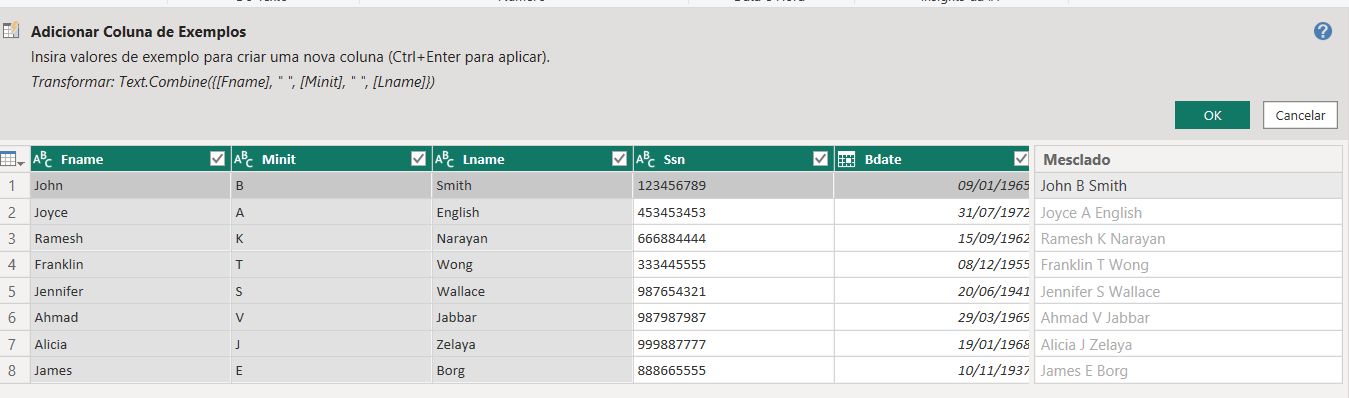 Adicionar Coluna de Exemplos
Insira valores de exemplo para criar uma nova coluna (Ctrl+Enter para aplicar).
Transformar: Text.Combine({[Fname], " ", [Minit], " ", [Lname]})
OK Cancelar
Fname Minit Lname Ssn Bdate Mesclado
1 John B Smith 123456789 09/01/1965 John B Smith
2 Joyce A English 453453453 31/07/1972 Joyce A English
3 Ramesh K Narayan 666884444 15/09/1962 Ramesh K Narayan
4 Franklin T Wong 333445555 08/12/1955 Franklin T Wong
5 Jennifer S Wallace 987654321 20/06/1941 Jennifer S Wallace
6 Ahmad V Jabbar 987987987 29/03/1969 Ahmad V Jabbar
7 Alicia J Zelaya 999887777 19/01/1968 Alicia J Zelaya
8 James E Borg 888665555 10/11/1937 James E Borg